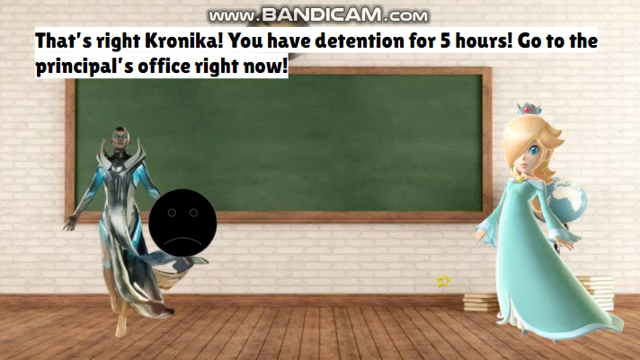 www.BANDICAM.com
That's right Kronika! You have detention for 5 hours! Go to the
principal's office right now!